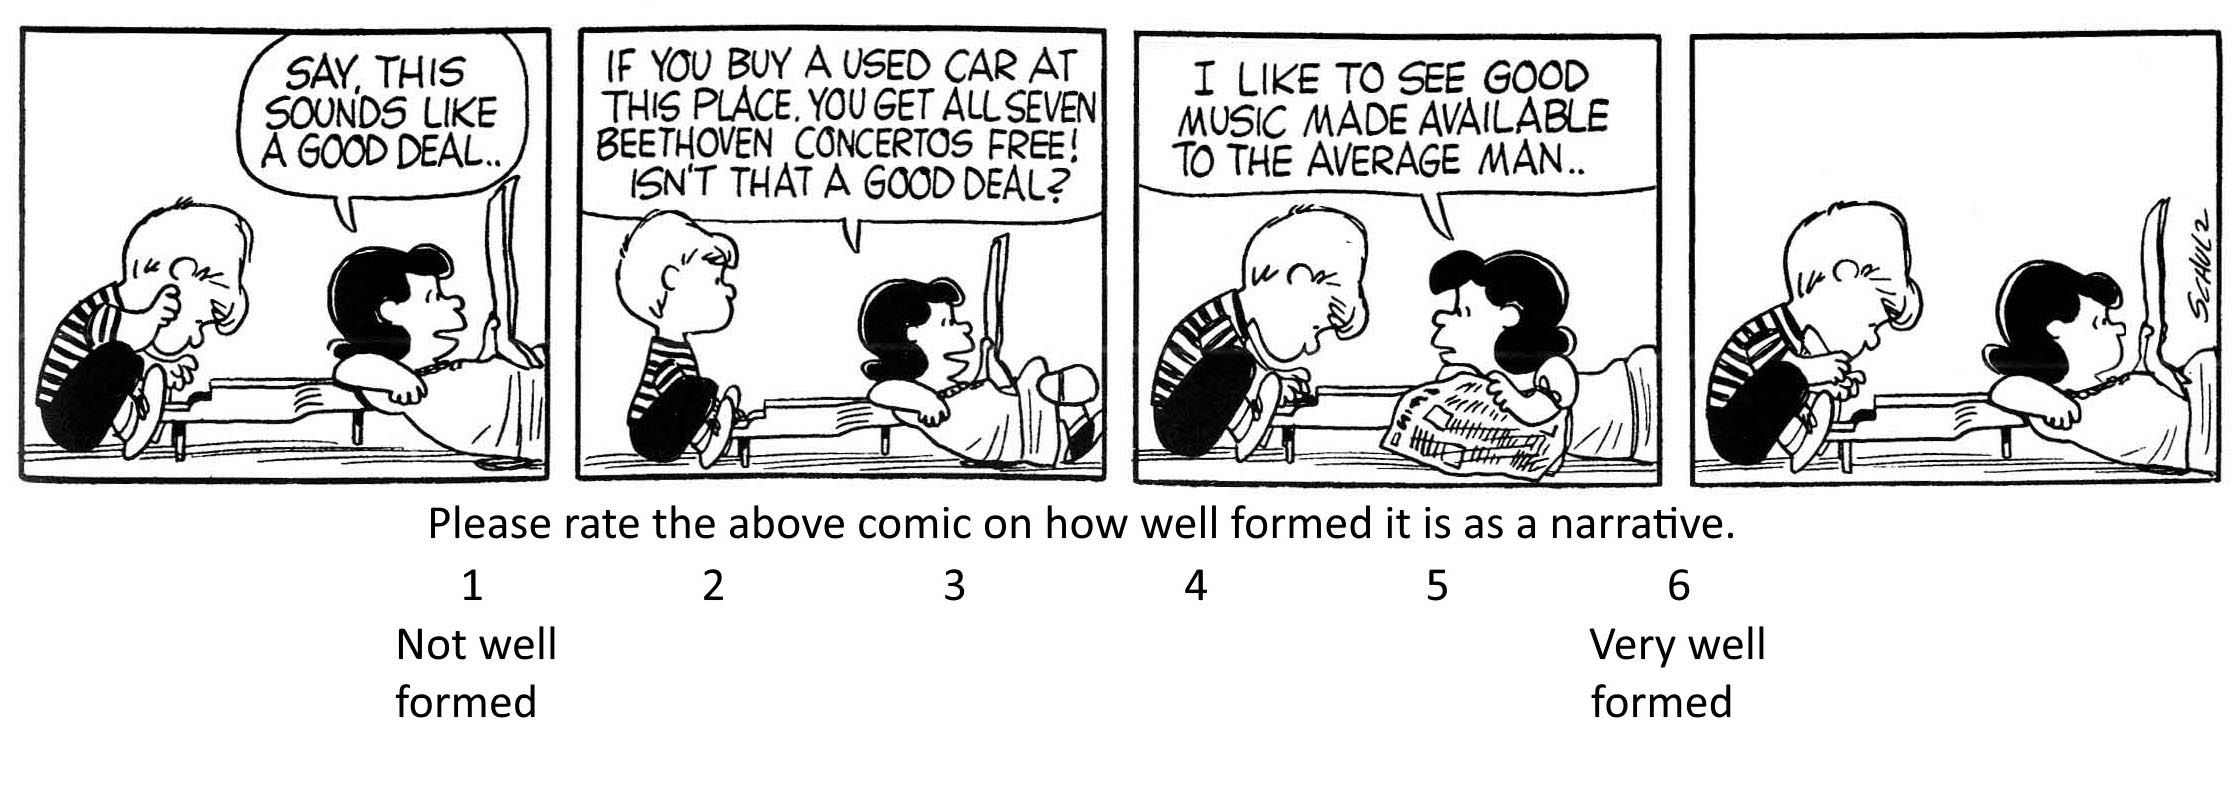 SAY, THIS
SOUNDS LIKE
A GOOD DEAL..
IF YOU BUY A USED CAR AT
THIS PLACE. YOU GET ALL SEVEN
BEETHOVEN CONCERTOS FREE!
ISN'T THAT A GOOD DEAL?
I LIKE TO SEE GOOD
MUSIC MADE AVAILABLE
TO THE AVERAGE MAN..
SCHULZ
Please rate the above comic on how well formed it is as a narrative.
1 2 3 4 5 6
Not well
formed
Very well
formed